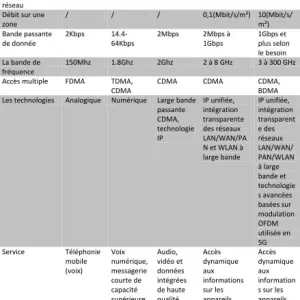 réseau
Débit sur une zone / / / 0,1(Mbit/s/m²) 10(Mbit/s/m²)
Bande passante de donnée 2Kbps 14.4-64Kbps 2Mbps 2Mbps à 1Gbps 1Gbps et plus selon le besoin
La bande de fréquence 150Mhz 1.8Ghz 2Ghz 2 à 8 GHz 3 à 300 GHz
Accès multiple FDMA TDMA, CDMA CDMA CDMA CDMA, BDMA
Les technologies Analogique Numérique Large bande passante CDMA, technologie IP IP unifiée, intégration transparente des réseaux LAN/WAN/PAN et WLAN à large bande IP unifiée, intégration transparente des réseaux LAN/WAN/PAN/WLAN à large bande et technologies avancées basées sur modulation OFDM utilisée en 5G
Service Téléphonie mobile (voix) Voix numérique, messagerie courte de capacité supérieure Audio, vidéo et données intégrées de haute qualité Accès dynamique aux informations sur les appareils Accès dynamique aux informations sur les appareils